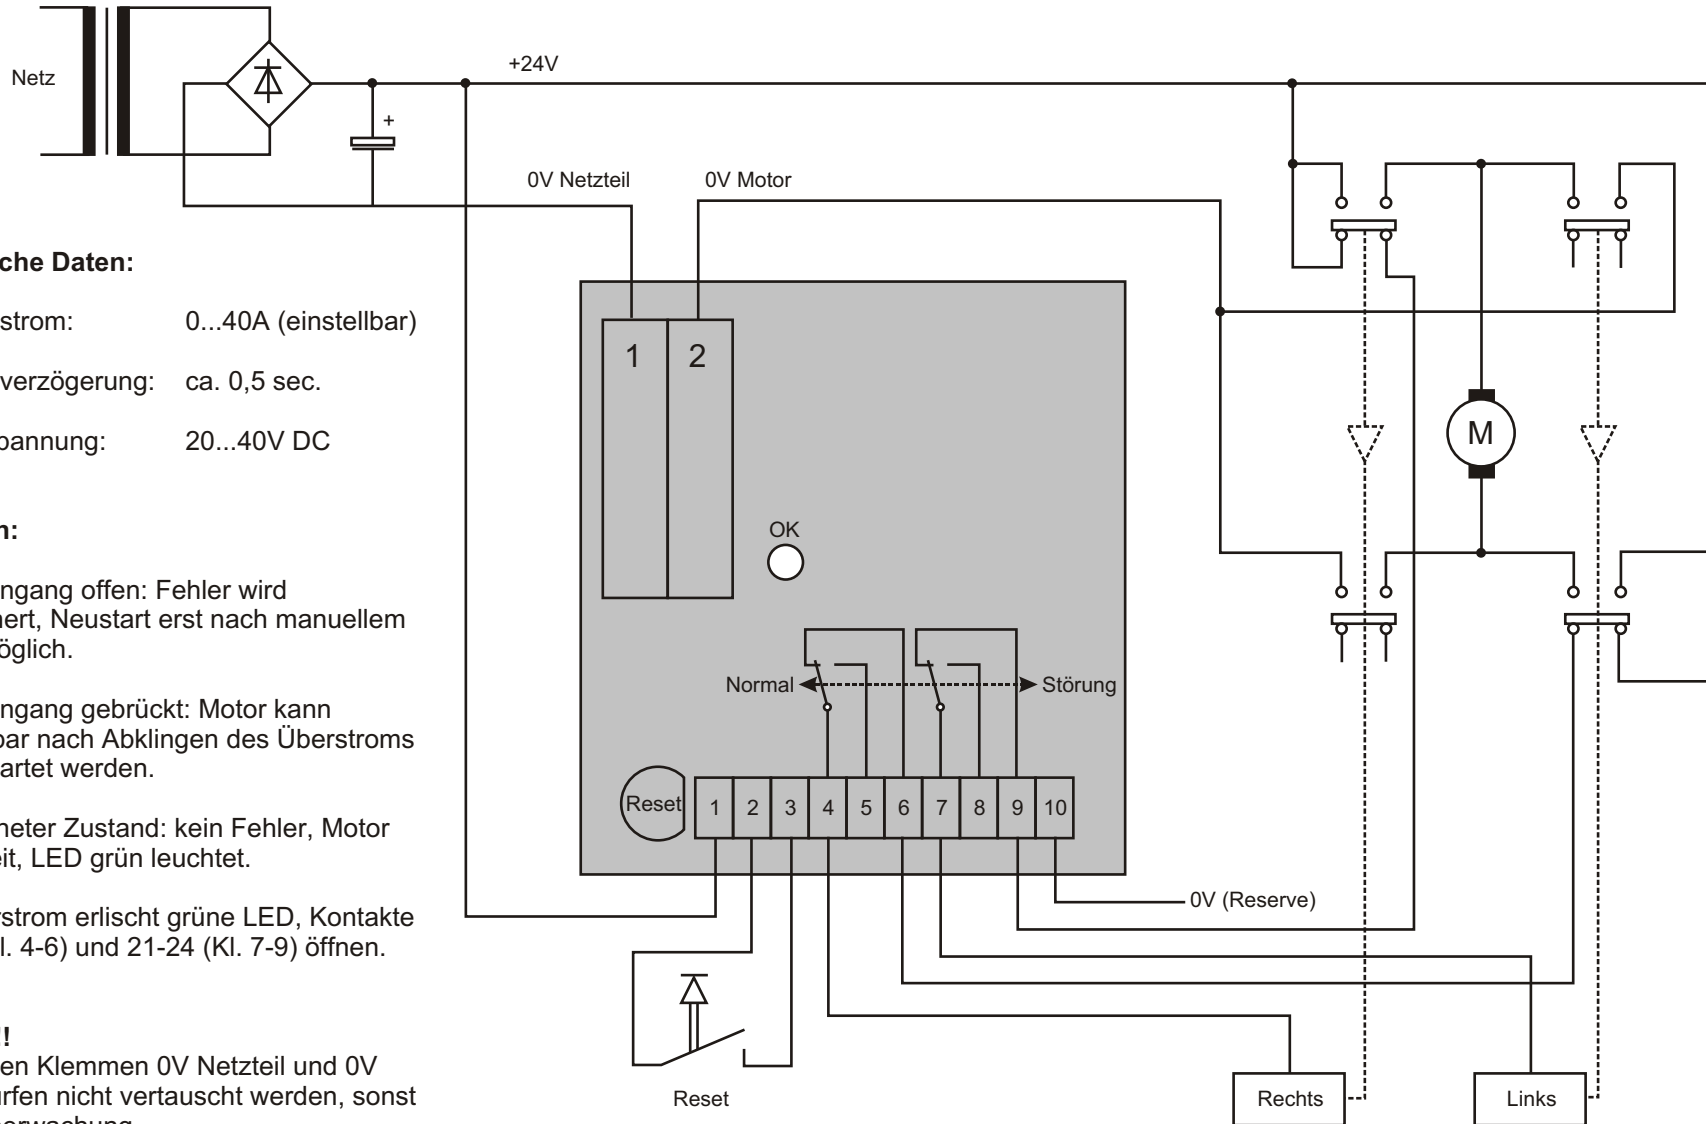 Netz
+24V
+
0V Netzteil
0V Motor
che Daten:
strom: 0...40A (einstellbar)
verzögerung: ca. 0,5 sec.
pannung: 20...40V DC
n:
ngang offen: Fehler wird
nert, Neustart erst nach manuellem
öglich.
ngang gebrückt: Motor kann
bar nach Abklingen des Überstroms
artet werden.
neter Zustand: kein Fehler, Motor
eit, LED grün leuchtet.
rstrom erlischt grüne LED, Kontakte
l. 4-6) und 21-24 (Kl. 7-9) öffnen.
!!
en Klemmen 0V Netzteil und 0V
ürfen nicht vertauscht werden, sonst
erwachung
1 2
OK
Normal
Störung
Reset
1 2 3 4 5 6 7 8 9 10
0V (Reserve)
M
Reset
Rechts
Links